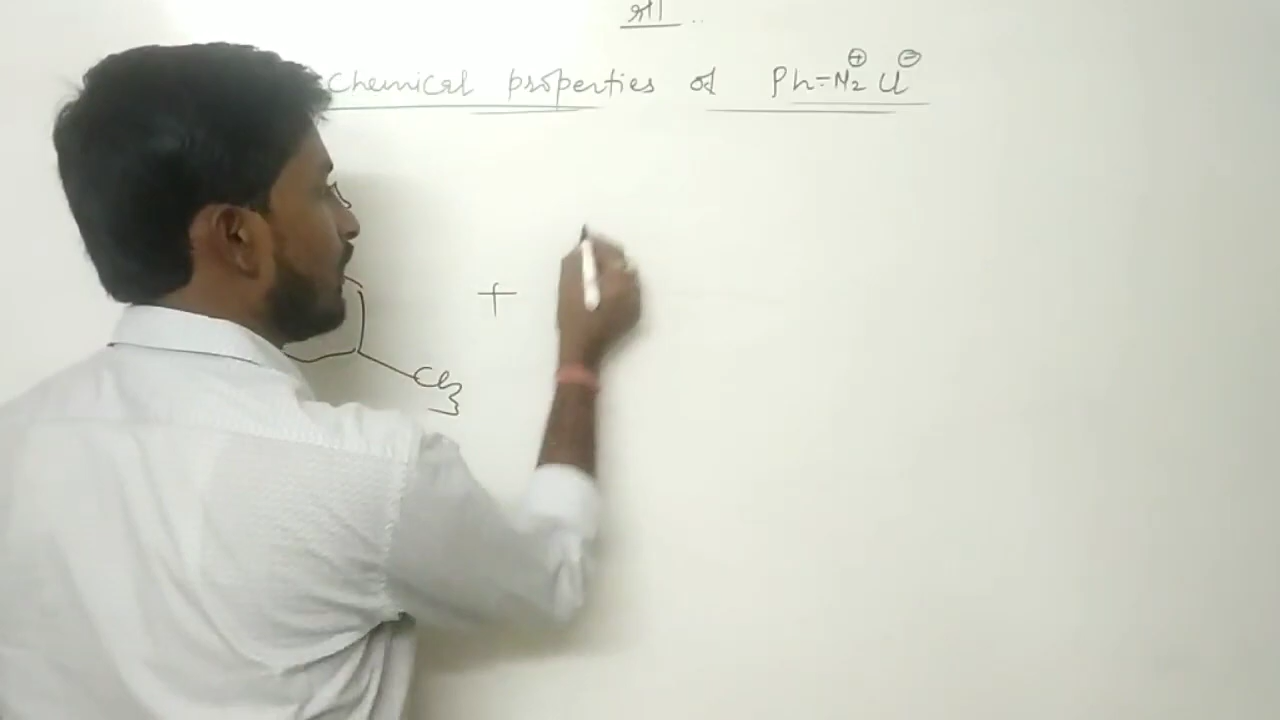 श्री
Chemical properties of Ph-N₂⊕ Cl⊖
+
CH₃